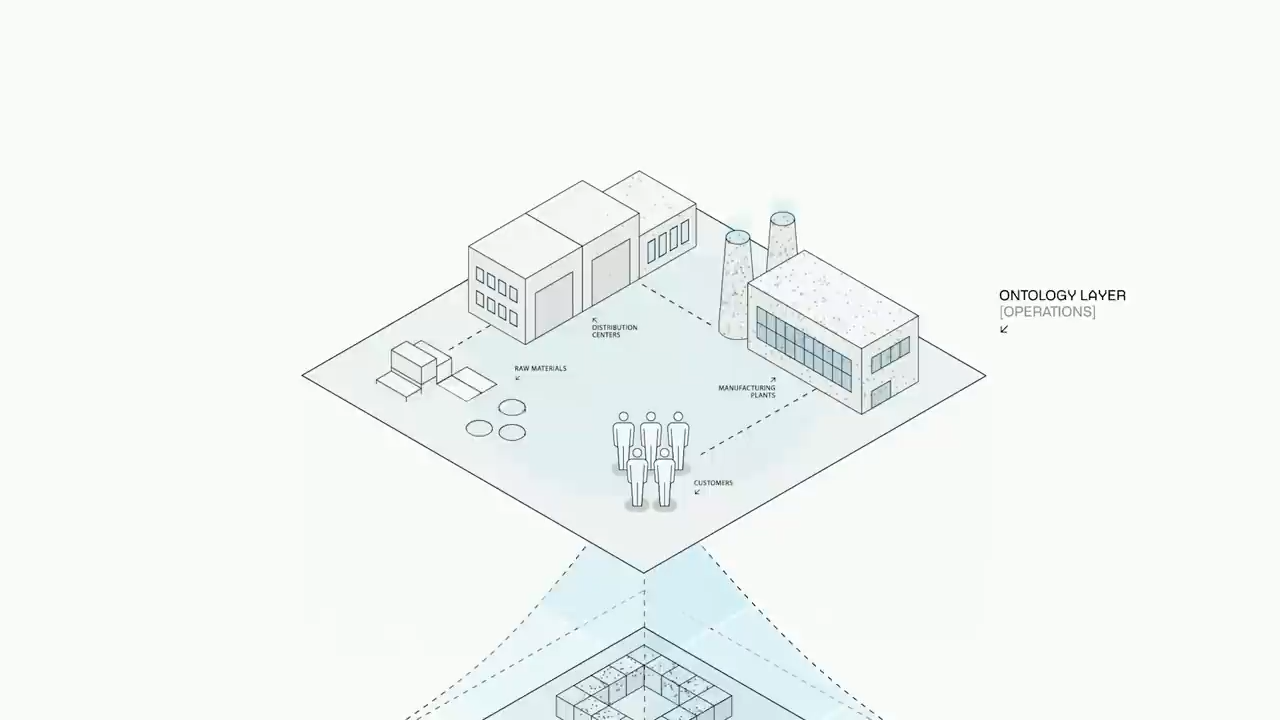 ONTOLOGY LAYER
[OPERATIONS]
DISTRIBUTION
CENTERS
RAW MATERIALS
MANUFACTURING
PLANTS
CUSTOMERS